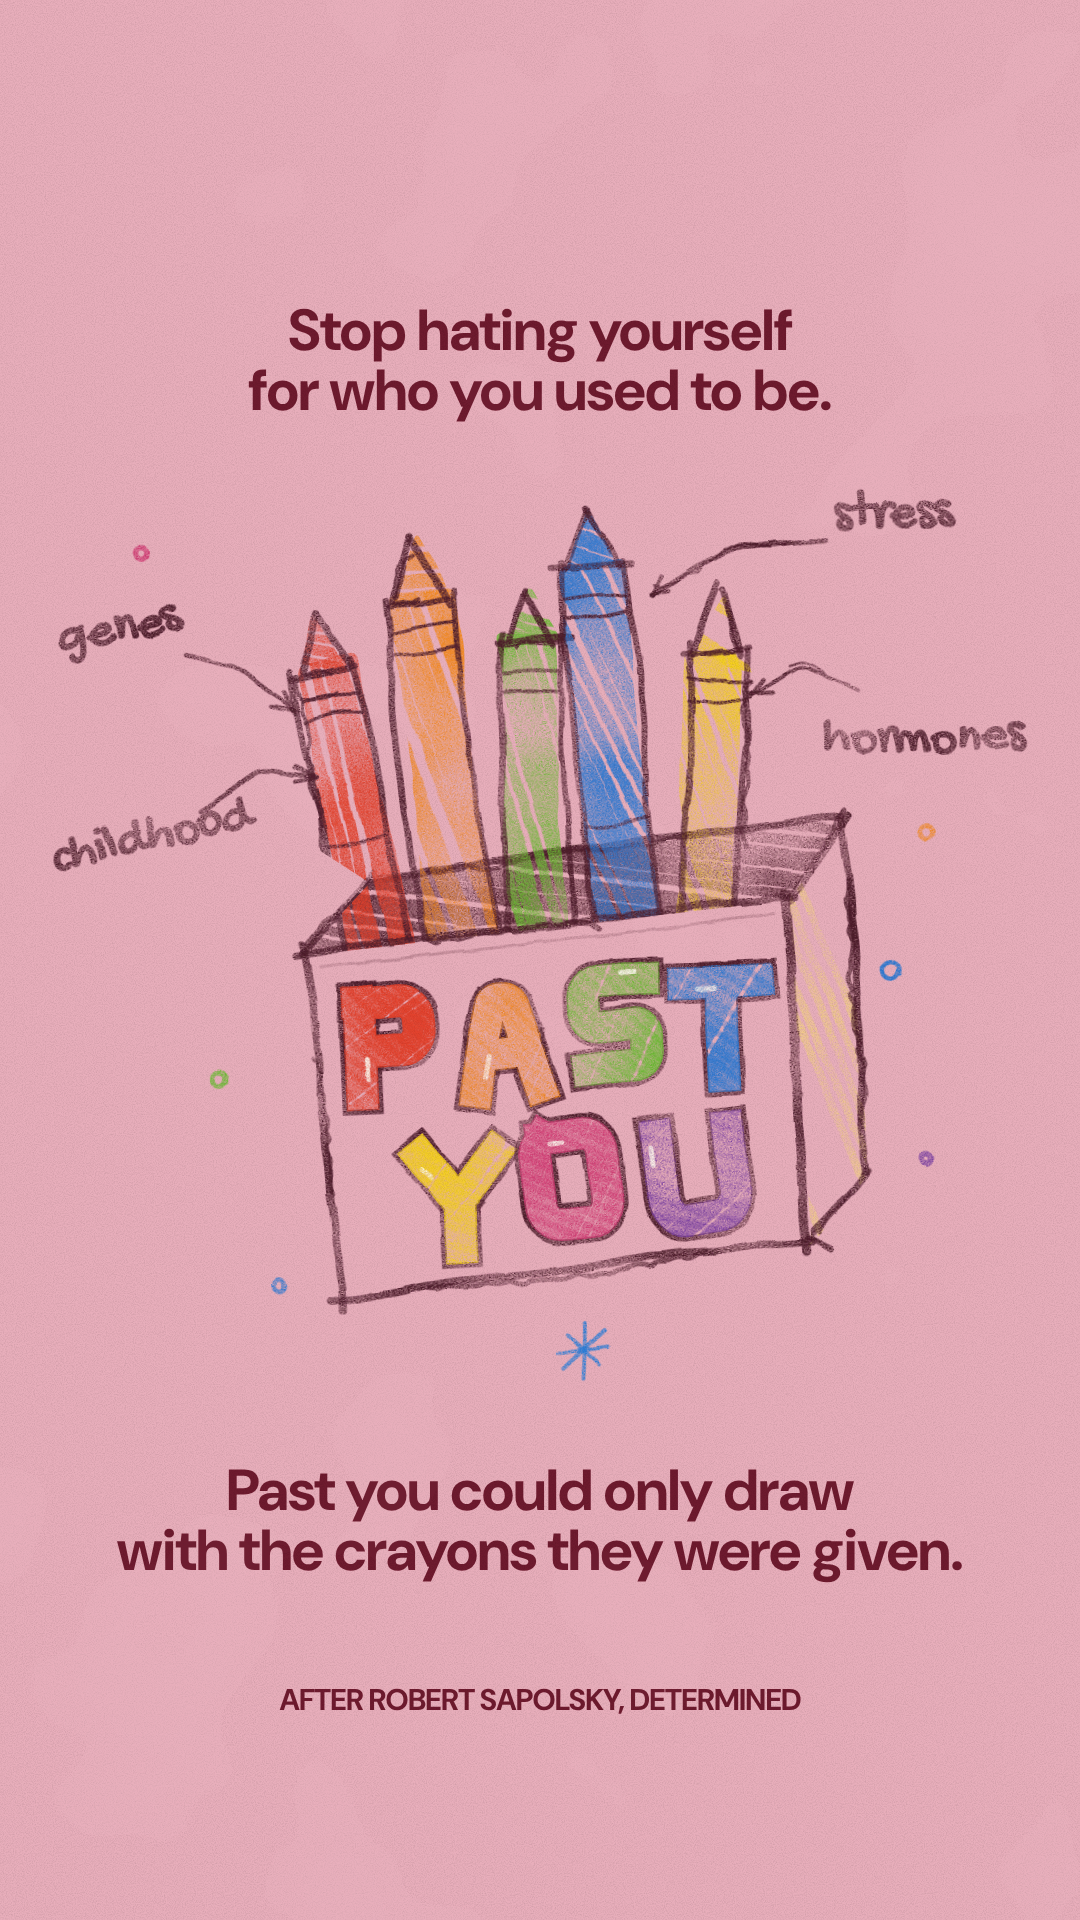 Stop hating yourself
for who you used to be.
stress
genes
hormones
childhood
PAST
YOU
Past you could only draw
with the crayons they were given.
AFTER ROBERT SAPOLSKY, DETERMINED